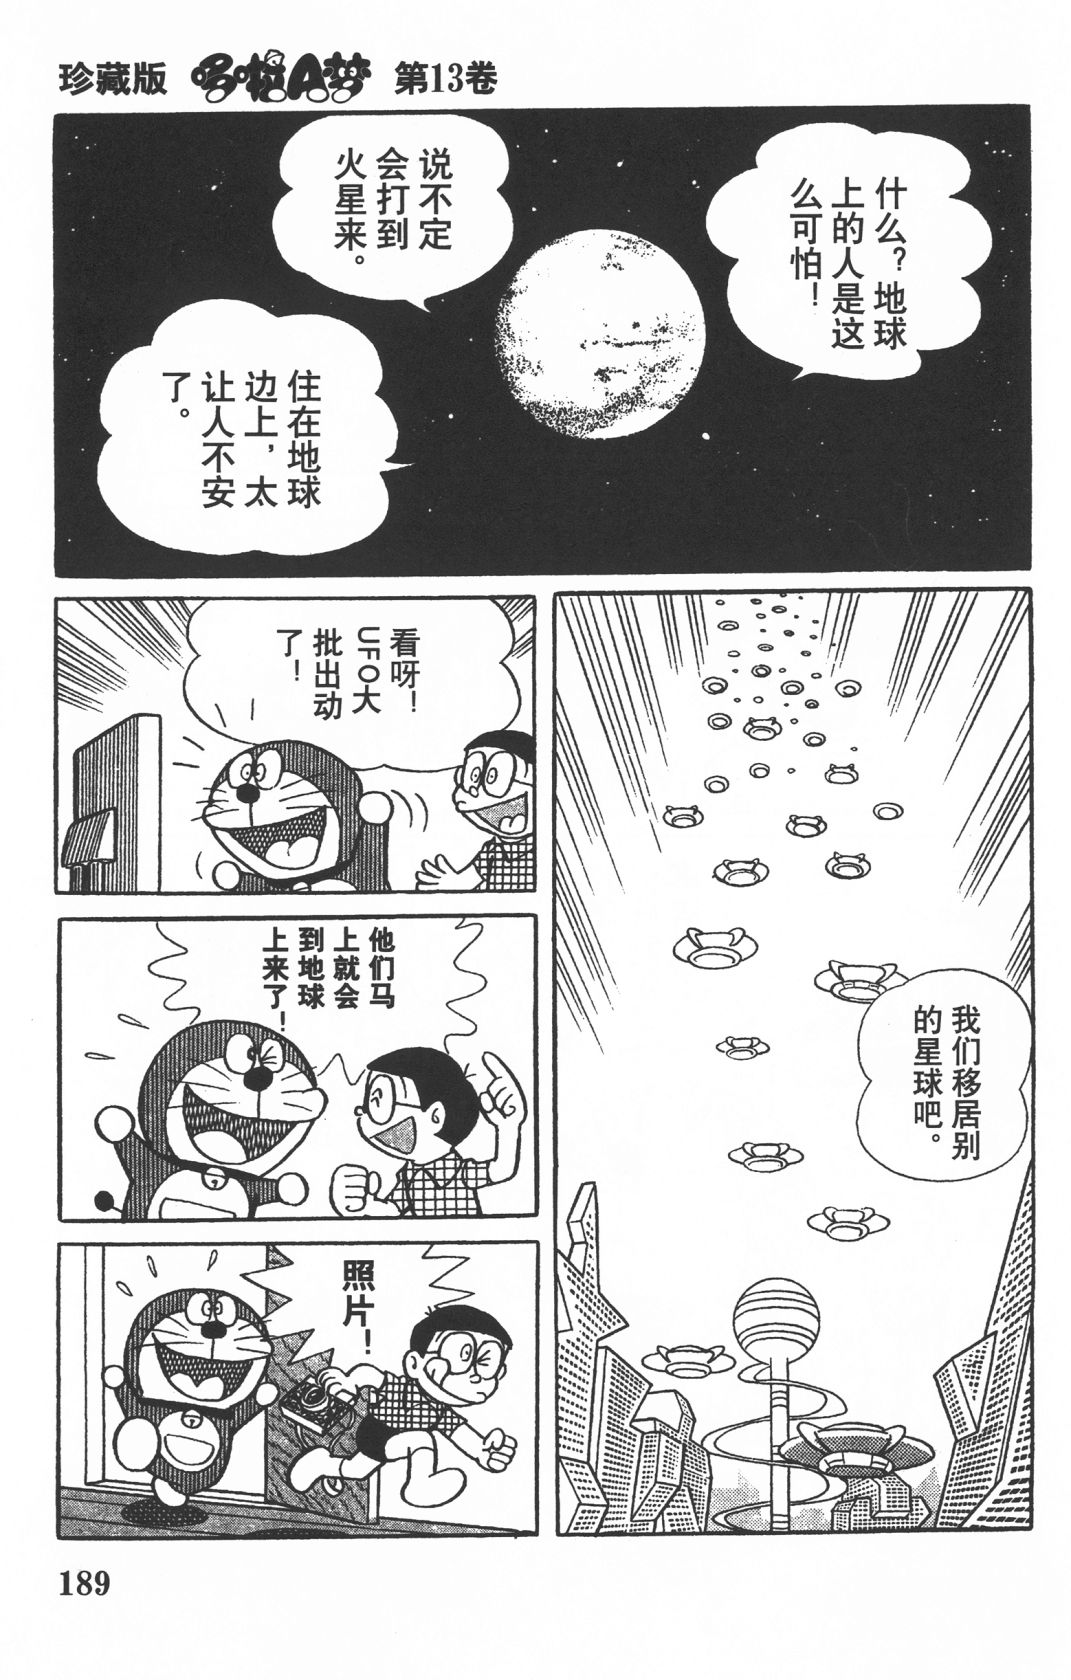 珍藏版 哆啦A梦 第13卷
什么？地球
上的人是这
么可怕！
说不定
会打到
火星来。
住在地球
边上，太
让人不安
了。
我们移居别
的星球吧。
看呀！
UFO大
批出动
了！
他们马
上就会
到地球
上来了！
照
片！
189